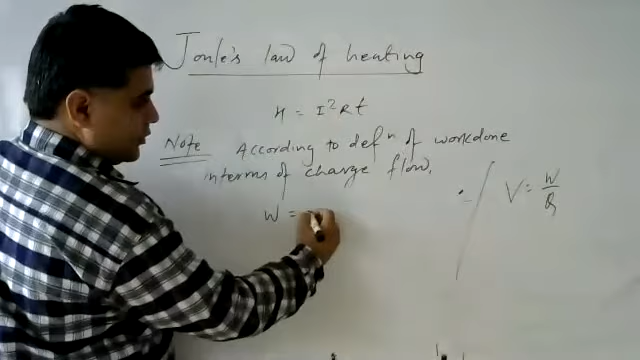 Joule's law of heating
H = I²Rt
Note According to defⁿ of workdone
interms of charge flow,
W =
V = W/Q